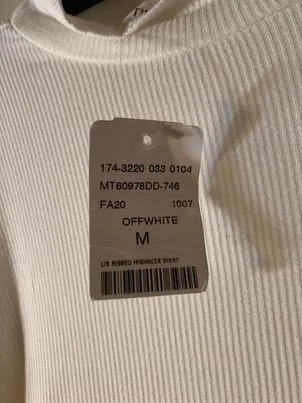 174-3220 033 0104
MT60978DD-746
FA20 1007
OFFWHITE
M
L/S RIBBED HIGHNECK SHIRT